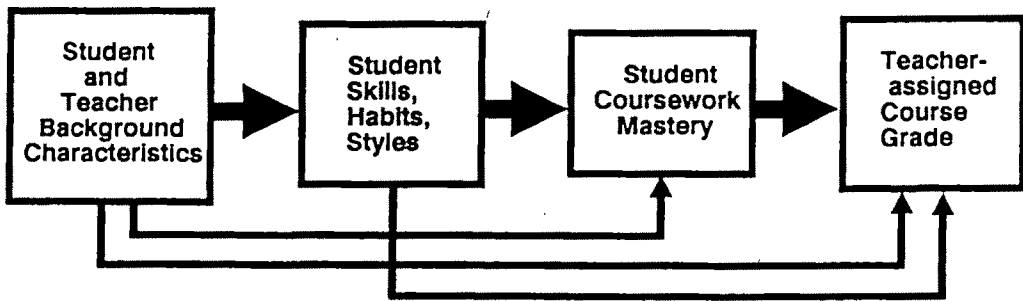 Student
and
Teacher
Background
Characteristics
Student
Skills,
Habits,
Styles
Student
Coursework
Mastery
Teacher-
assigned
Course
Grade